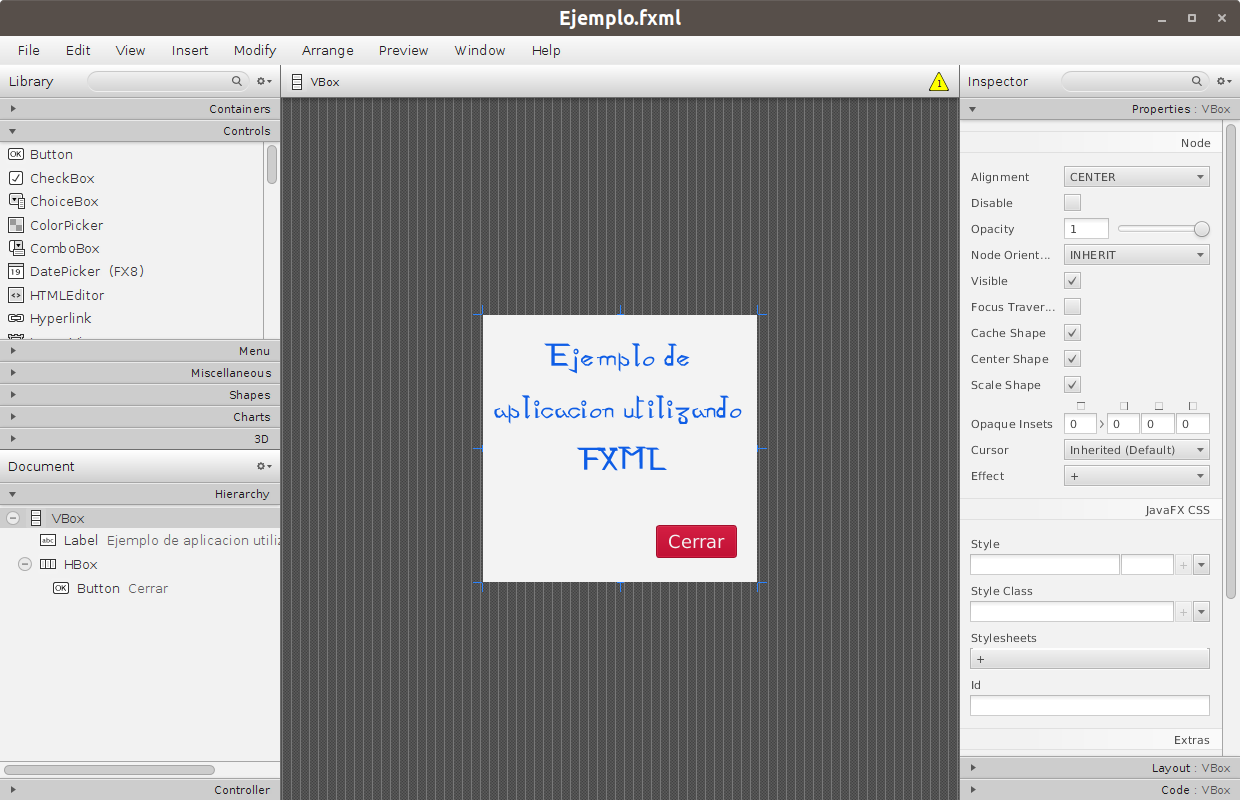 Ejemplo.fxml
File Edit View Insert Modify Arrange Preview Window Help
Library
VBox
1
Inspector
Containers
Controls
Button
CheckBox
ChoiceBox
ColorPicker
ComboBox
DatePicker (FX8)
HTMLEditor
Hyperlink
Menu
Miscellaneous
Shapes
Charts
3D
Document
Hierarchy
VBox
Label Ejemplo de aplicacion utiliz
HBox
Button Cerrar
Controller
Ejemplo de
aplicacion utilizando
FXML
Cerrar
Properties : VBox
Node
Alignment CENTER
Disable
Opacity 1
Node Orient... INHERIT
Visible
Focus Traver...
Cache Shape
Center Shape
Scale Shape
Opaque Insets 0 0 0 0
Cursor Inherited (Default)
Effect +
JavaFX CSS
Style
+
Style Class
+
Stylesheets
+
Id
Extras
Layout : VBox
Code : VBox